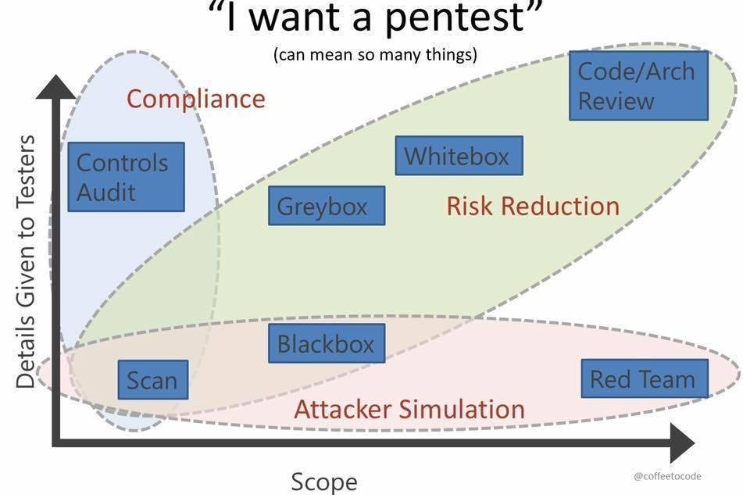 “I want a pentest”
(can mean so many things)
Compliance
Code/Arch
Review
Controls
Audit
Whitebox
Greybox
Risk Reduction
Details Given to Testers
Blackbox
Scan
Red Team
Attacker Simulation
Scope
@coffeetocode